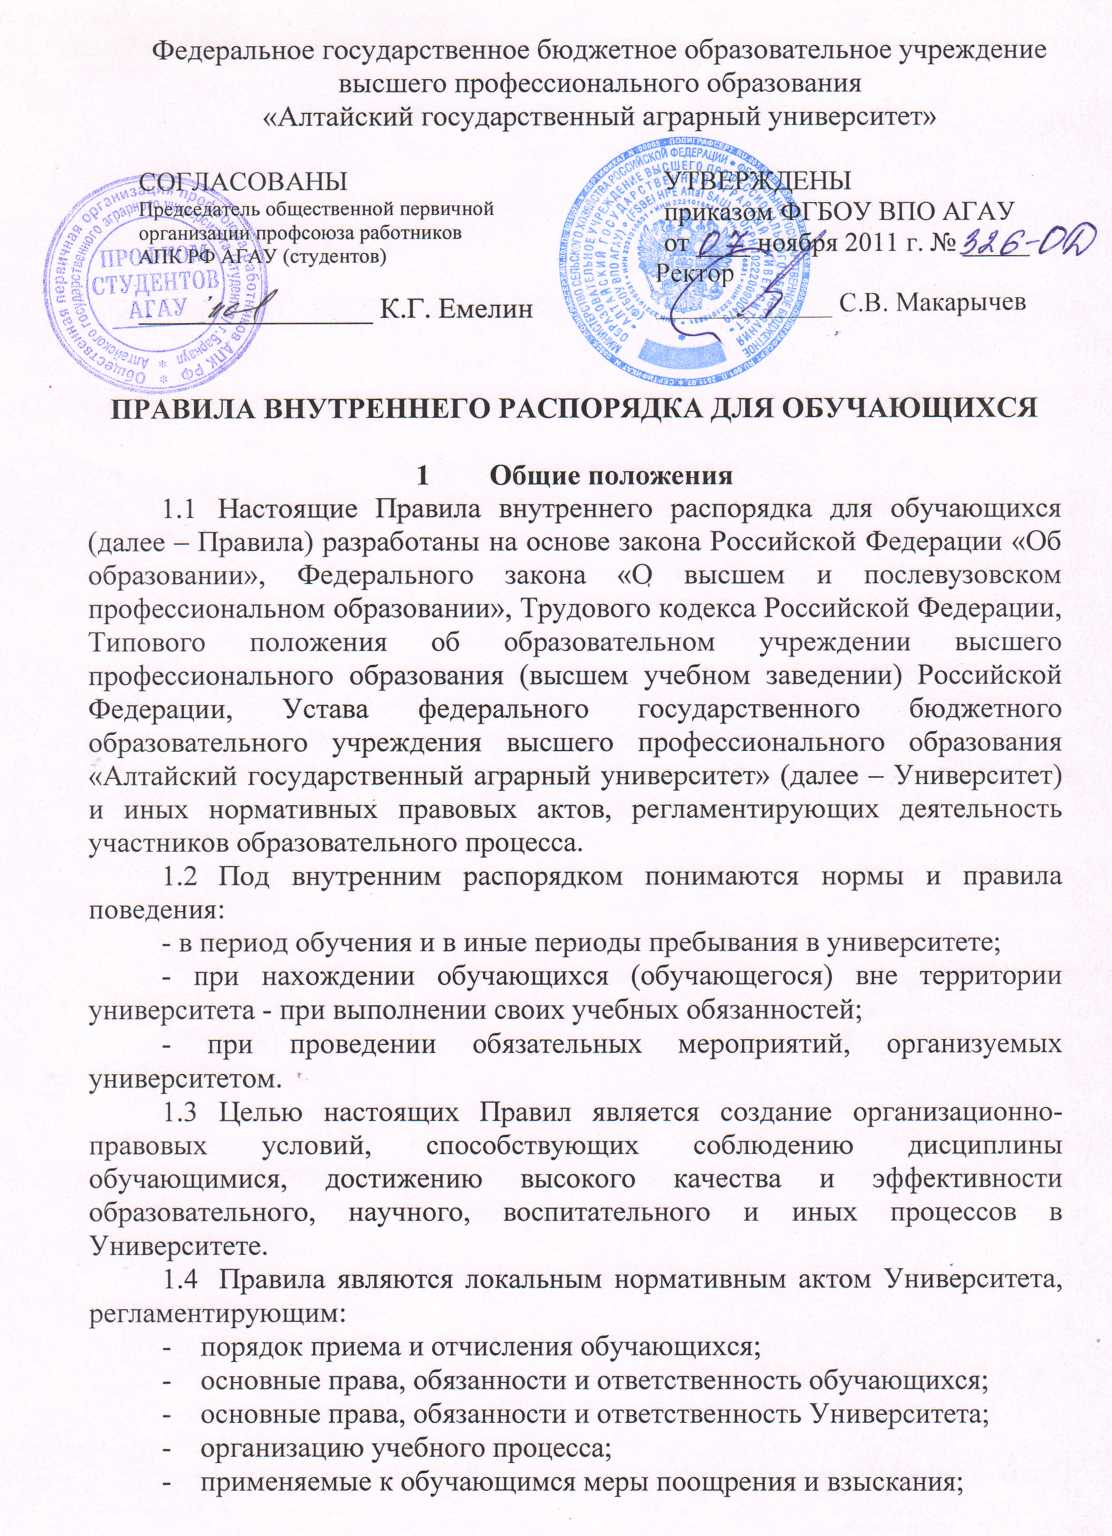 Федеральное государственное бюджетное образовательное учреждение
высшего профессионального образования
«Алтайский государственный аграрный университет»
СОГЛАСОВАНЫ
Председатель общественной первичной
организации профсоюза работников
АПК РФ АГАУ (студентов)
К.Г. Емелин
ПРОФКОМ
СТУДЕНТОВ
АГАУ
УТВЕРЖДЕНЫ
приказом ФГБОУ ВПО АГАУ
от 07 ноября 2011 г. № 326-ОД
Ректор
С.В. Макарычев
ПРАВИЛА ВНУТРЕННЕГО РАСПОРЯДКА ДЛЯ ОБУЧАЮЩИХСЯ
1 Общие положения
1.1 Настоящие Правила внутреннего распорядка для обучающихся
(далее – Правила) разработаны на основе закона Российской Федерации «Об
образовании», Федерального закона «О высшем и послевузовском
профессиональном образовании», Трудового кодекса Российской Федерации,
Типового положения об образовательном учреждении высшего
профессионального образования (высшем учебном заведении) Российской
Федерации, Устава федерального государственного бюджетного
образовательного учреждения высшего профессионального образования
«Алтайский государственный аграрный университет» (далее – Университет)
и иных нормативных правовых актов, регламентирующих деятельность
участников образовательного процесса.
1.2 Под внутренним распорядком понимаются нормы и правила
поведения:
- в период обучения и в иные периоды пребывания в университете;
- при нахождении обучающихся (обучающегося) вне территории
университета - при выполнении своих учебных обязанностей;
- при проведении обязательных мероприятий, организуемых
университетом.
1.3 Целью настоящих Правил является создание организационно-
правовых условий, способствующих соблюдению дисциплины
обучающимися, достижению высокого качества и эффективности
образовательного, научного, воспитательного и иных процессов в
Университете.
1.4 Правила являются локальным нормативным актом Университета,
регламентирующим:
- порядок приема и отчисления обучающихся;
- основные права, обязанности и ответственность обучающихся;
- основные права, обязанности и ответственность Университета;
- организацию учебного процесса;
- применяемые к обучающимся меры поощрения и взыскания;